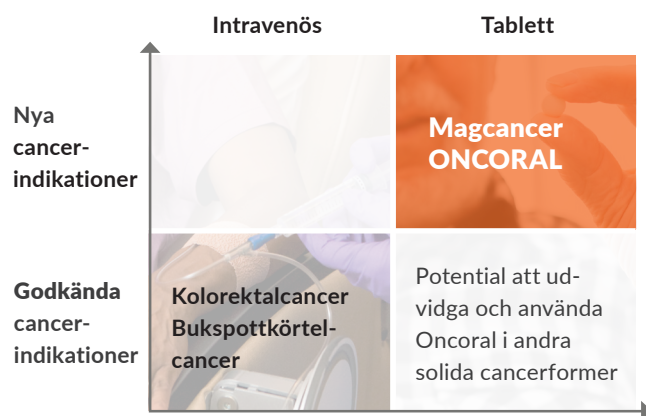 Intravenös
Tablett
Nya
cancer-
indikationer
Magcancer
ONCORAL
Godkända
cancer-
indikationer
Kolorektalcancer
Bukspottkörtel-
cancer
Potential att ud-
vidga och använda
Oncoral i andra
solida cancerformer